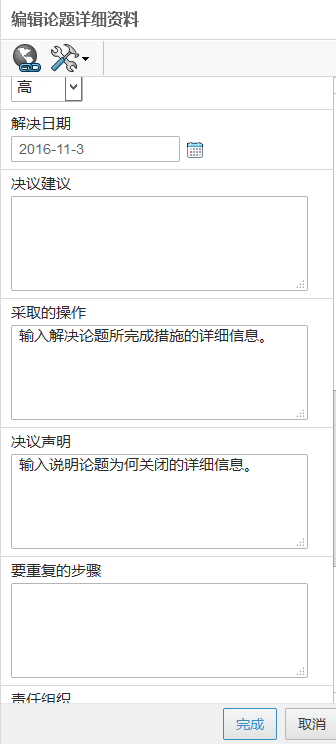 编辑论题详细资料
高
解决日期
2016-11-3
决议建议
采取的操作
输入解决论题所完成措施的详细信息。
决议声明
输入说明论题为何关闭的详细信息。
要重复的步骤
责任组织
完成
取消